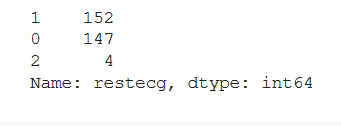 1    152
0    147
2      4
Name: restecg, dtype: int64